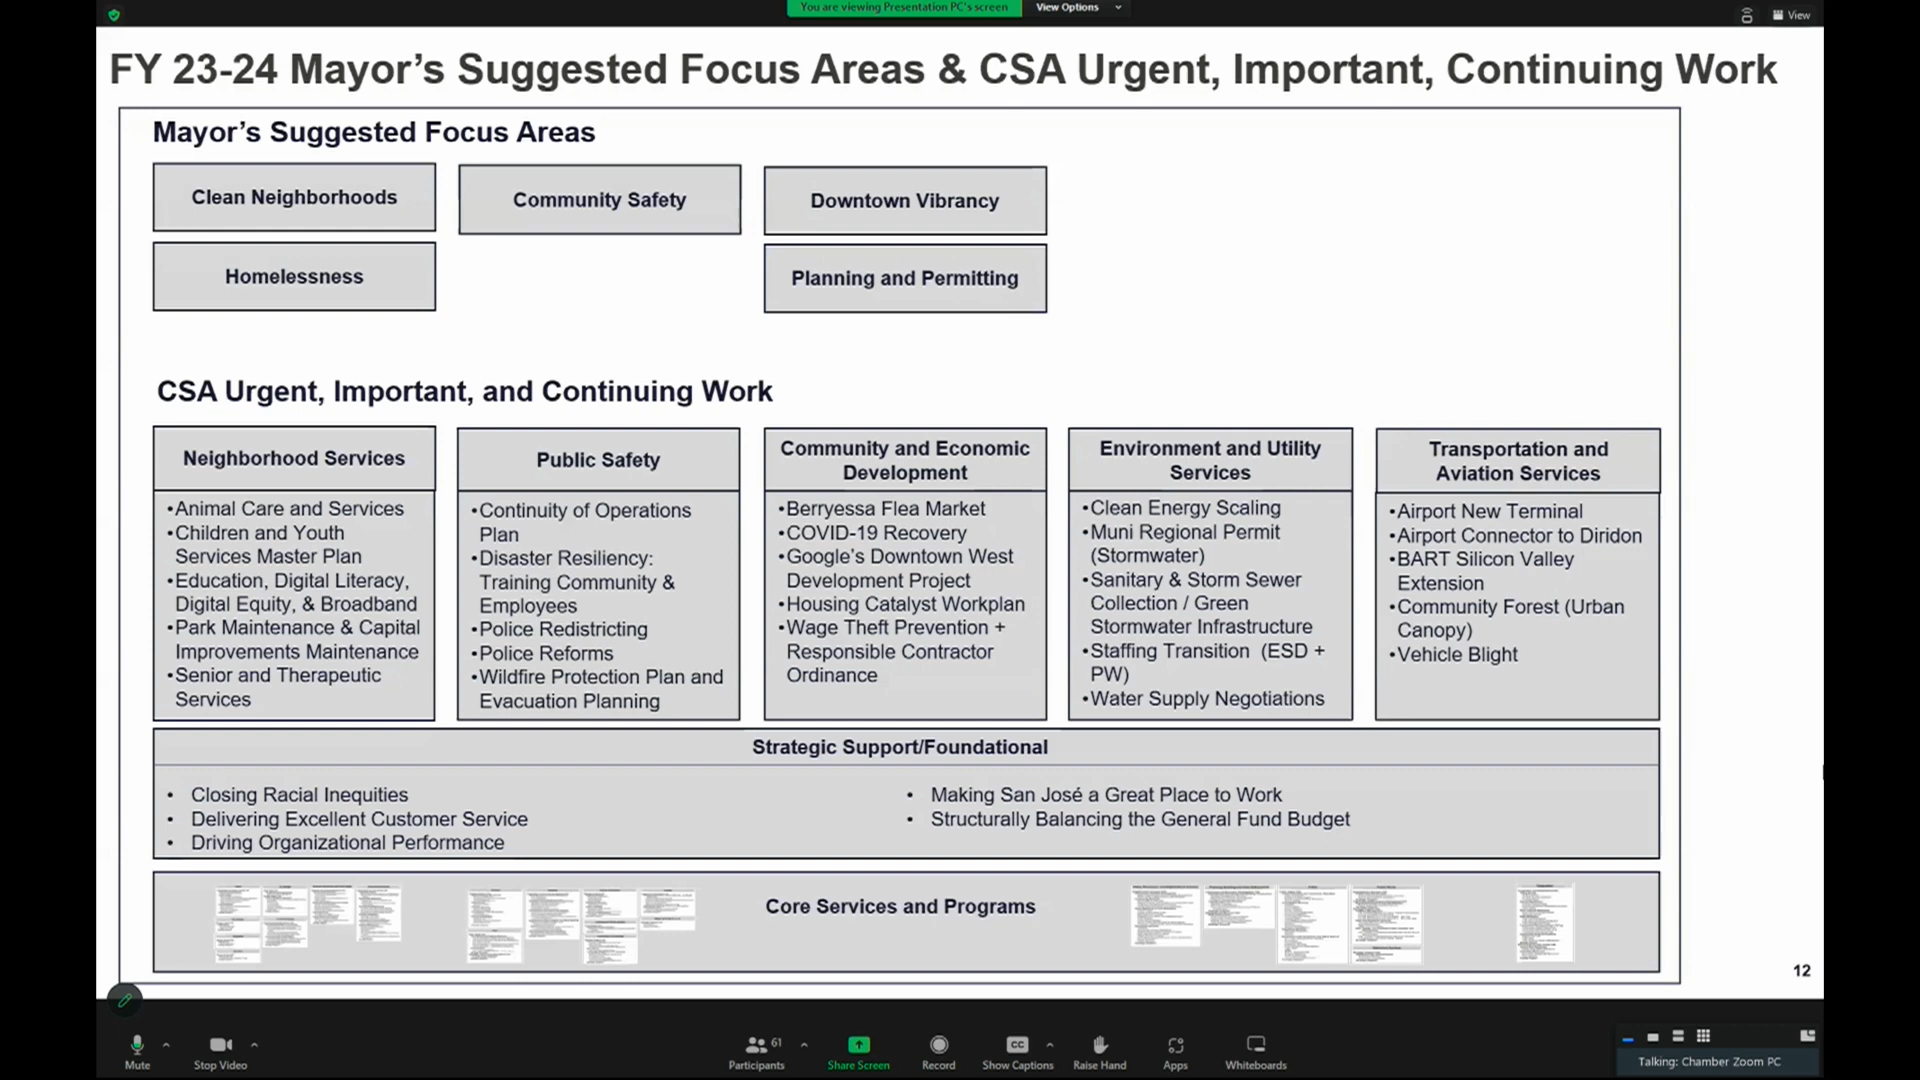 You are viewing Presentation PC's screen
View Options
View
FY 23-24 Mayor's Suggested Focus Areas & CSA Urgent, Important, Continuing Work
Mayor's Suggested Focus Areas
Clean Neighborhoods
Community Safety
Downtown Vibrancy
Homelessness
Planning and Permitting
CSA Urgent, Important, and Continuing Work
Neighborhood Services
•Animal Care and Services
•Children and Youth
Services Master Plan
•Education, Digital Literacy,
Digital Equity, & Broadband
•Park Maintenance & Capital
Improvements Maintenance
•Senior and Therapeutic
Services
Public Safety
•Continuity of Operations
Plan
•Disaster Resiliency:
Training Community &
Employees
•Police Redistricting
•Police Reforms
•Wildfire Protection Plan and
Evacuation Planning
Community and Economic
Development
•Berryessa Flea Market
•COVID-19 Recovery
•Google's Downtown West
Development Project
•Housing Catalyst Workplan
•Wage Theft Prevention +
Responsible Contractor
Ordinance
Environment and Utility
Services
•Clean Energy Scaling
•Muni Regional Permit
(Stormwater)
•Sanitary & Storm Sewer
Collection / Green
Stormwater Infrastructure
•Staffing Transition (ESD +
PW)
•Water Supply Negotiations
Transportation and
Aviation Services
•Airport New Terminal
•Airport Connector to Diridon
•BART Silicon Valley
Extension
•Community Forest (Urban
Canopy)
•Vehicle Blight
Strategic Support/Foundational
• Closing Racial Inequities
• Delivering Excellent Customer Service
• Driving Organizational Performance
• Making San José a Great Place to Work
• Structurally Balancing the General Fund Budget
Core Services and Programs
12
Mute
Stop Video
61
Participants
Share Screen
Record
CC
Show Captions
Raise Hand
Apps
Whiteboards
Talking: Chamber Zoom PC